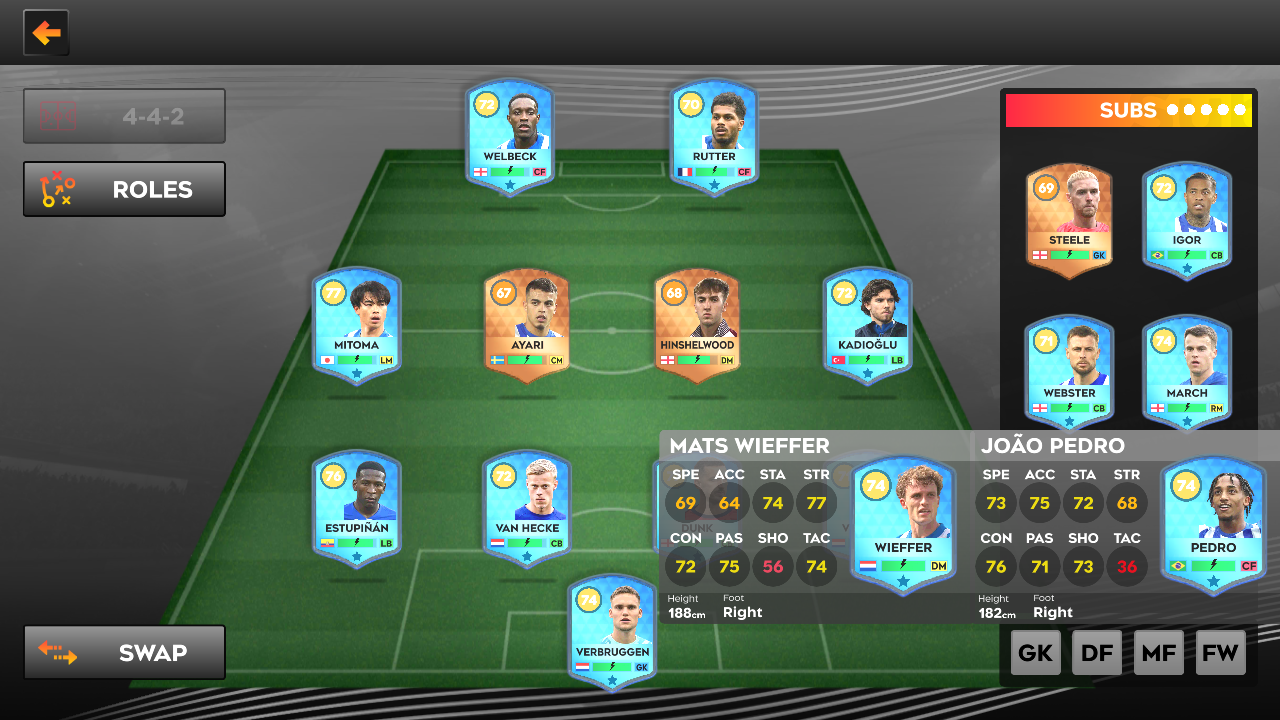 4-4-2
ROLES
72
WELBECK
CF
70
RUTTER
CF
SUBS
69
STEELE
GK
72
IGOR
CB
77
MITOMA
LM
67
AYARI
CM
68
HINSHELWOOD
DM
72
KADIOĞLU
LB
71
WEBSTER
CB
74
MARCH
RM
76
ESTUPIÑÁN
LB
72
VAN HECKE
CB
DUNK
MATS WIEFFER
SPE ACC STA STR
69 64 74 77
CON PAS SHO TAC
72 75 56 74
Height Foot
188cm Right
74
WIEFFER
DM
JOÃO PEDRO
SPE ACC STA STR
73 75 72 68
CON PAS SHO TAC
76 71 73 36
Height Foot
182cm Right
74
PEDRO
CF
74
VERBRUGGEN
GK
SWAP
GK DF MF FW